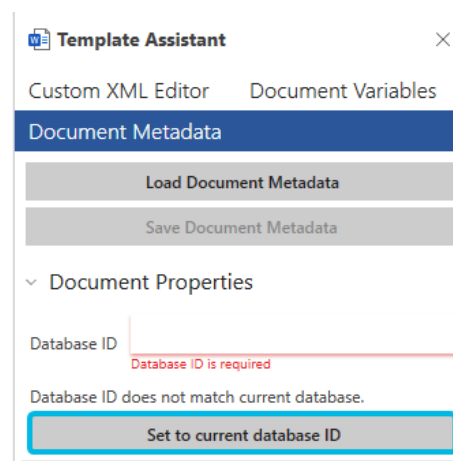 Template Assistant
Custom XML Editor Document Variables
Document Metadata
Load Document Metadata
Save Document Metadata
Document Properties
Database ID
Database ID is required
Database ID does not match current database.
Set to current database ID